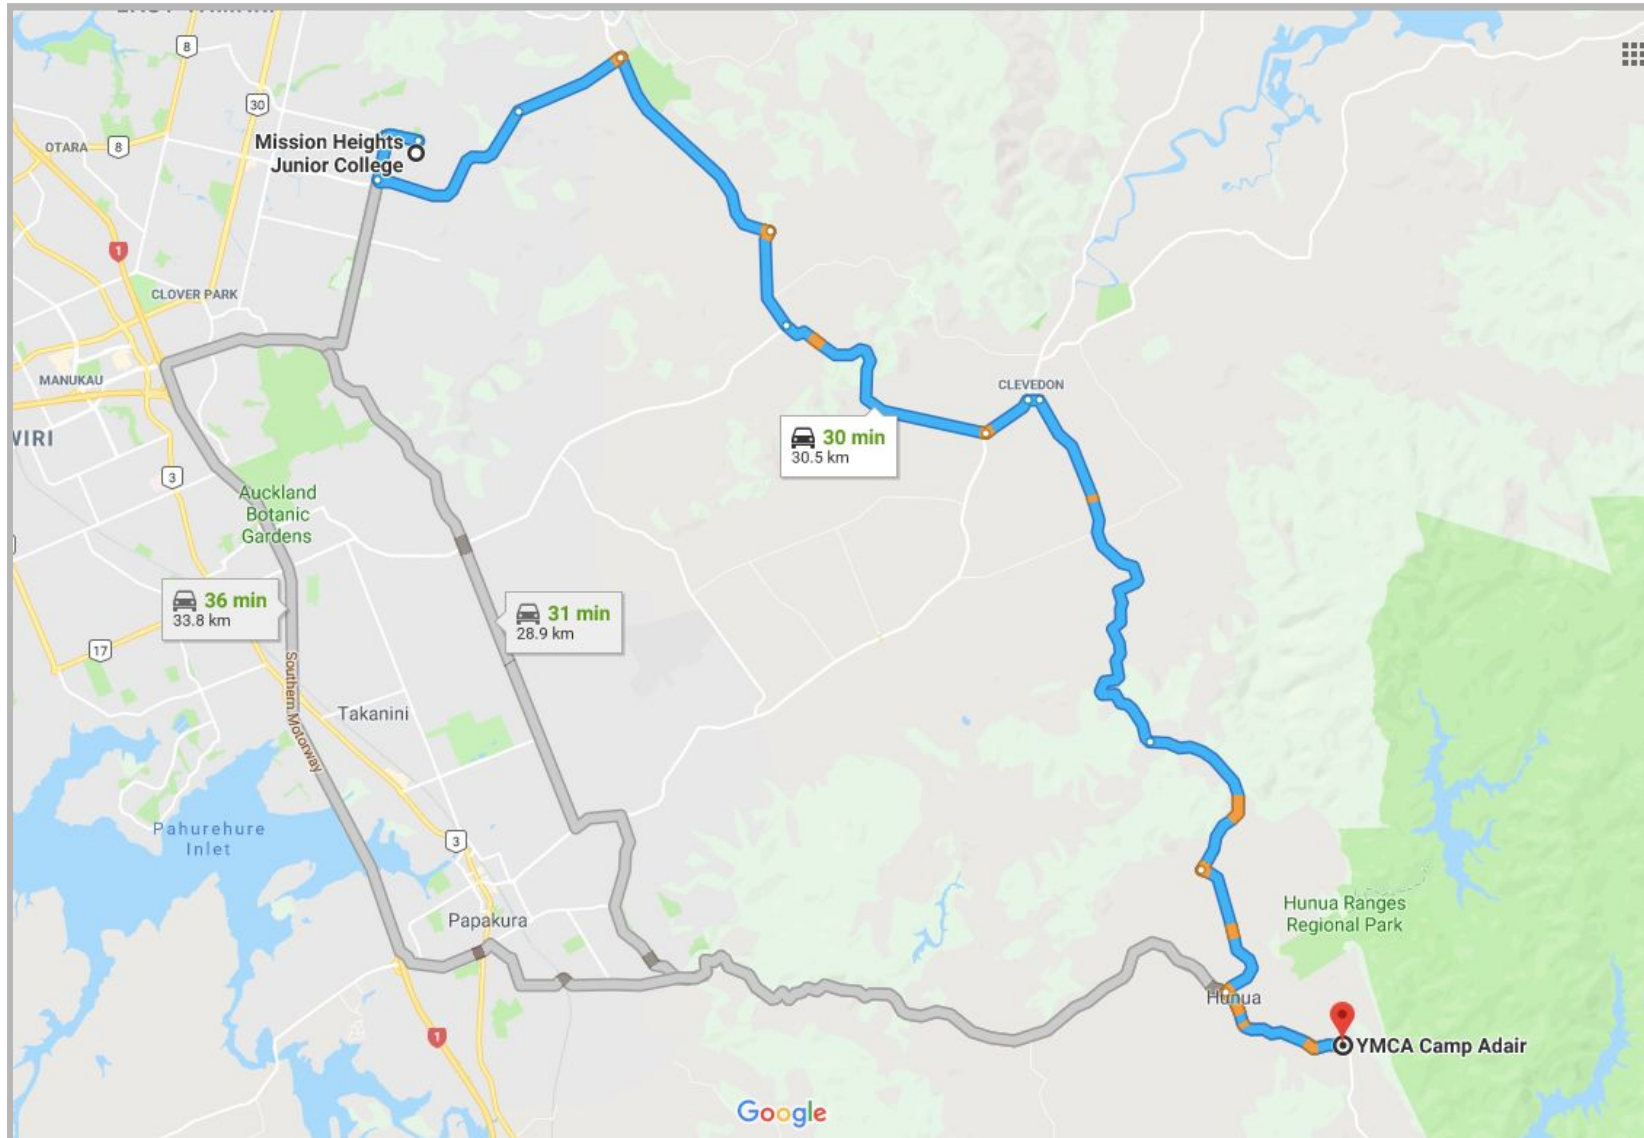 8
30
OTARA
8
Mission Heights
Junior College
1
CLOVER PARK
MANUKAU
CLEVEDON
30 min
30.5 km
3
Auckland
Botanic
Gardens
36 min
33.8 km
31 min
28.9 km
17
Southern Motorway
Takanini
Pahurehure
Inlet
3
Papakura
Hunua Ranges
Regional Park
Hunua
YMCA Camp Adair
1
Google